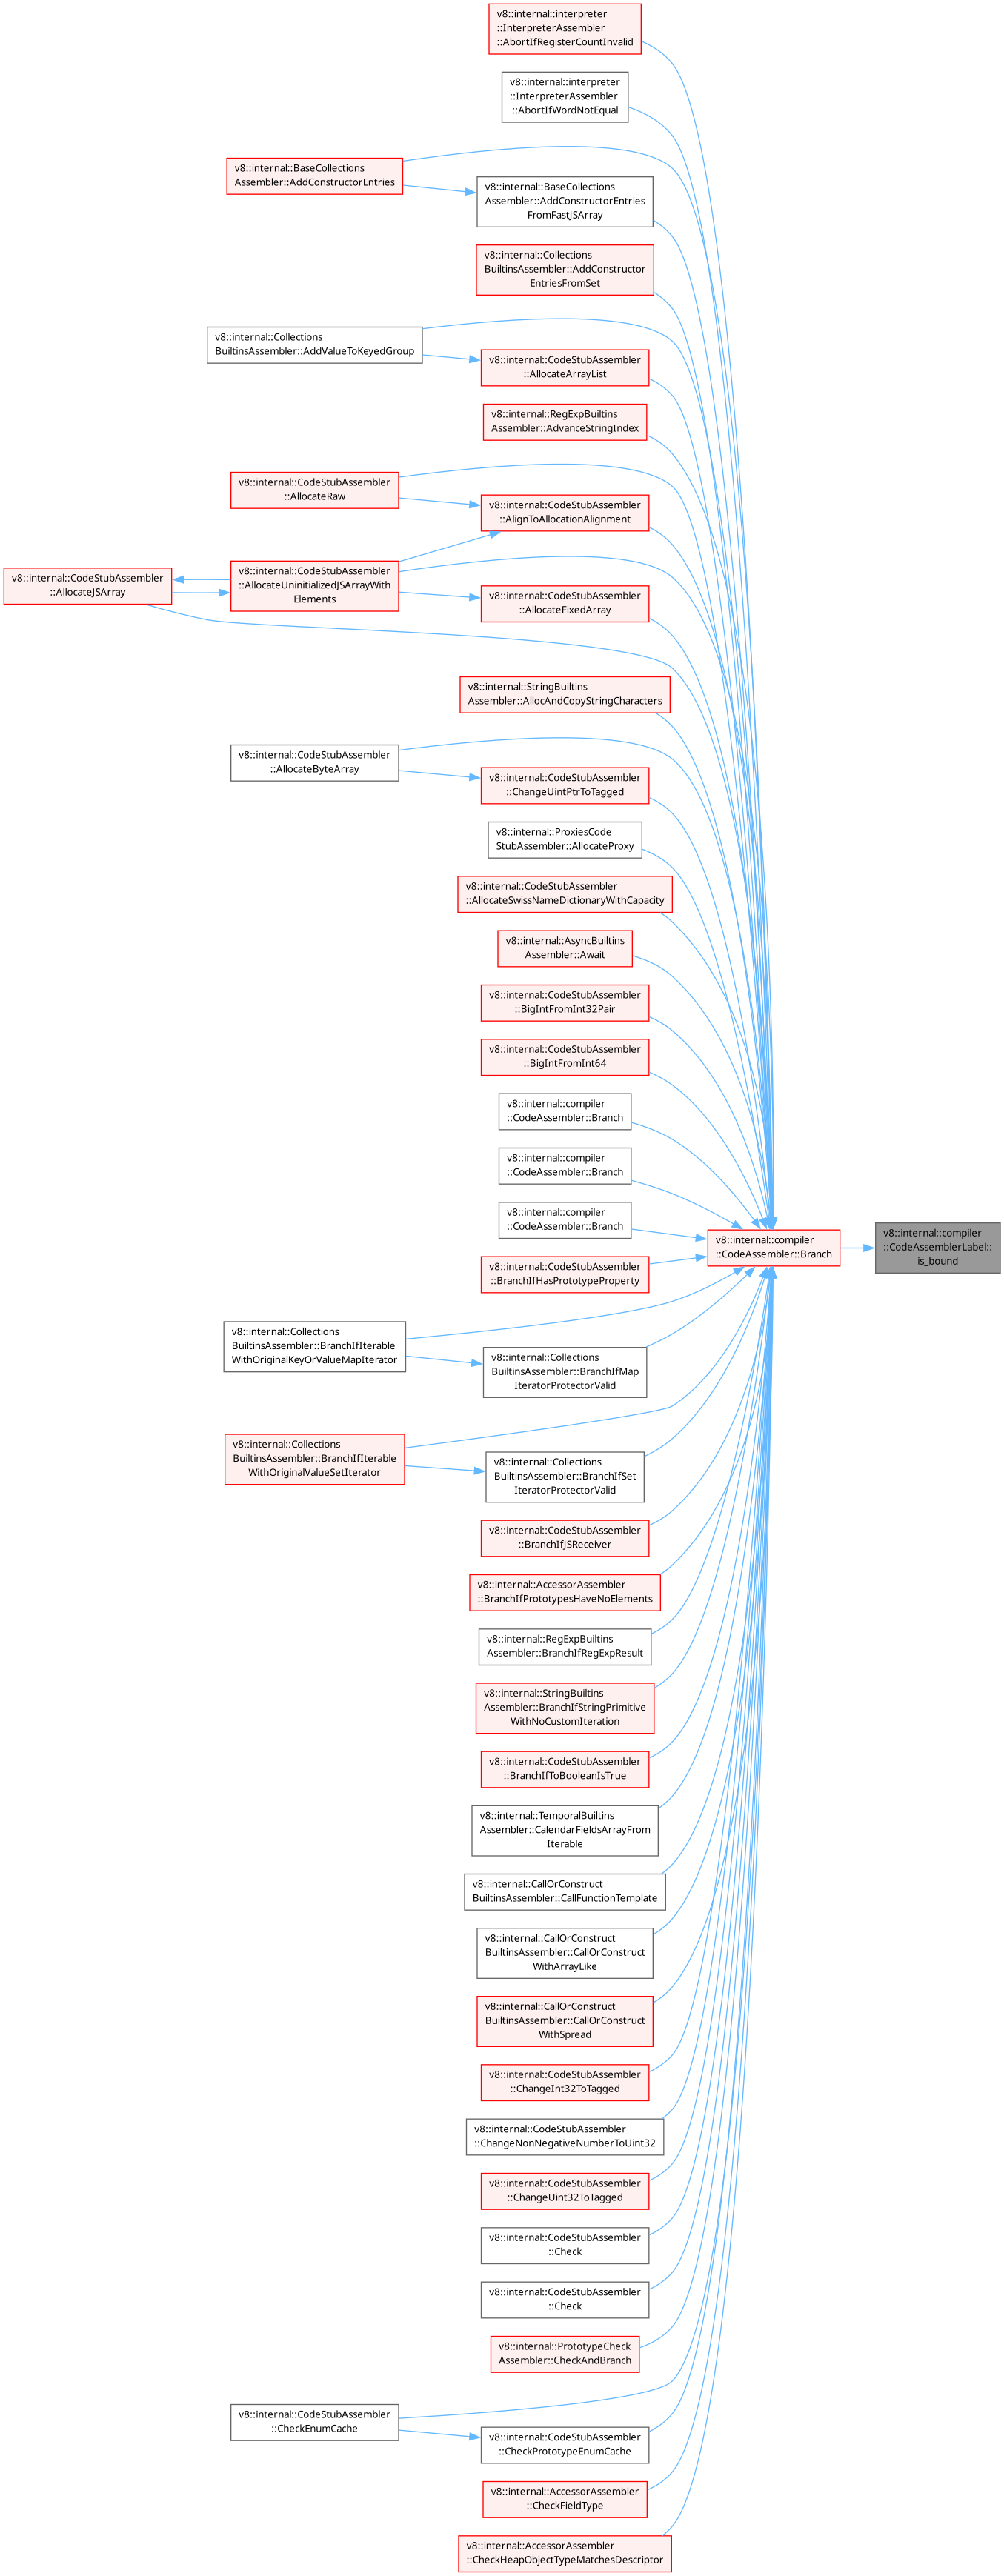 v8::internal::interpreter
::InterpreterAssembler
::AbortIfRegisterCountInvalid
v8::internal::interpreter
::InterpreterAssembler
::AbortIfWordNotEqual
v8::internal::BaseCollections
Assembler::AddConstructorEntries
v8::internal::BaseCollections
Assembler::AddConstructorEntries
FromFastJSArray
v8::internal::Collections
BuiltinsAssembler::AddConstructor
EntriesFromSet
v8::internal::Collections
BuiltinsAssembler::AddValueToKeyedGroup
v8::internal::CodeStubAssembler
::AllocateArrayList
v8::internal::RegExpBuiltins
Assembler::AdvanceStringIndex
v8::internal::CodeStubAssembler
::AllocateRaw
v8::internal::CodeStubAssembler
::AlignToAllocationAlignment
v8::internal::CodeStubAssembler
::AllocateJSArray
v8::internal::CodeStubAssembler
::AllocateUninitializedJSArrayWith
Elements
v8::internal::CodeStubAssembler
::AllocateFixedArray
v8::internal::StringBuiltins
Assembler::AllocAndCopyStringCharacters
v8::internal::CodeStubAssembler
::AllocateByteArray
v8::internal::CodeStubAssembler
::ChangeUintPtrToTagged
v8::internal::ProxiesCode
StubAssembler::AllocateProxy
v8::internal::CodeStubAssembler
::AllocateSwissNameDictionaryWithCapacity
v8::internal::AsyncBuiltins
Assembler::Await
v8::internal::CodeStubAssembler
::BigIntFromInt32Pair
v8::internal::CodeStubAssembler
::BigIntFromInt64
v8::internal::compiler
::CodeAssembler::Branch
v8::internal::compiler
::CodeAssembler::Branch
v8::internal::compiler
::CodeAssembler::Branch
v8::internal::compiler
::CodeAssembler::Branch
v8::internal::compiler
::CodeAssemblerLabel::
is_bound
v8::internal::CodeStubAssembler
::BranchIfHasPrototypeProperty
v8::internal::Collections
BuiltinsAssembler::BranchIfIterable
WithOriginalKeyOrValueMapIterator
v8::internal::Collections
BuiltinsAssembler::BranchIfMap
IteratorProtectorValid
v8::internal::Collections
BuiltinsAssembler::BranchIfIterable
WithOriginalValueSetIterator
v8::internal::Collections
BuiltinsAssembler::BranchIfSet
IteratorProtectorValid
v8::internal::CodeStubAssembler
::BranchIfJSReceiver
v8::internal::AccessorAssembler
::BranchIfPrototypesHaveNoElements
v8::internal::RegExpBuiltins
Assembler::BranchIfRegExpResult
v8::internal::StringBuiltins
Assembler::BranchIfStringPrimitive
WithNoCustomIteration
v8::internal::CodeStubAssembler
::BranchIfToBooleanIsTrue
v8::internal::TemporalBuiltins
Assembler::CalendarFieldsArrayFrom
Iterable
v8::internal::CallOrConstruct
BuiltinsAssembler::CallFunctionTemplate
v8::internal::CallOrConstruct
BuiltinsAssembler::CallOrConstruct
WithArrayLike
v8::internal::CallOrConstruct
BuiltinsAssembler::CallOrConstruct
WithSpread
v8::internal::CodeStubAssembler
::ChangeInt32ToTagged
v8::internal::CodeStubAssembler
::ChangeNonNegativeNumberToUint32
v8::internal::CodeStubAssembler
::ChangeUint32ToTagged
v8::internal::CodeStubAssembler
::Check
v8::internal::CodeStubAssembler
::Check
v8::internal::PrototypeCheck
Assembler::CheckAndBranch
v8::internal::CodeStubAssembler
::CheckEnumCache
v8::internal::CodeStubAssembler
::CheckPrototypeEnumCache
v8::internal::AccessorAssembler
::CheckFieldType
v8::internal::AccessorAssembler
::CheckHeapObjectTypeMatchesDescriptor